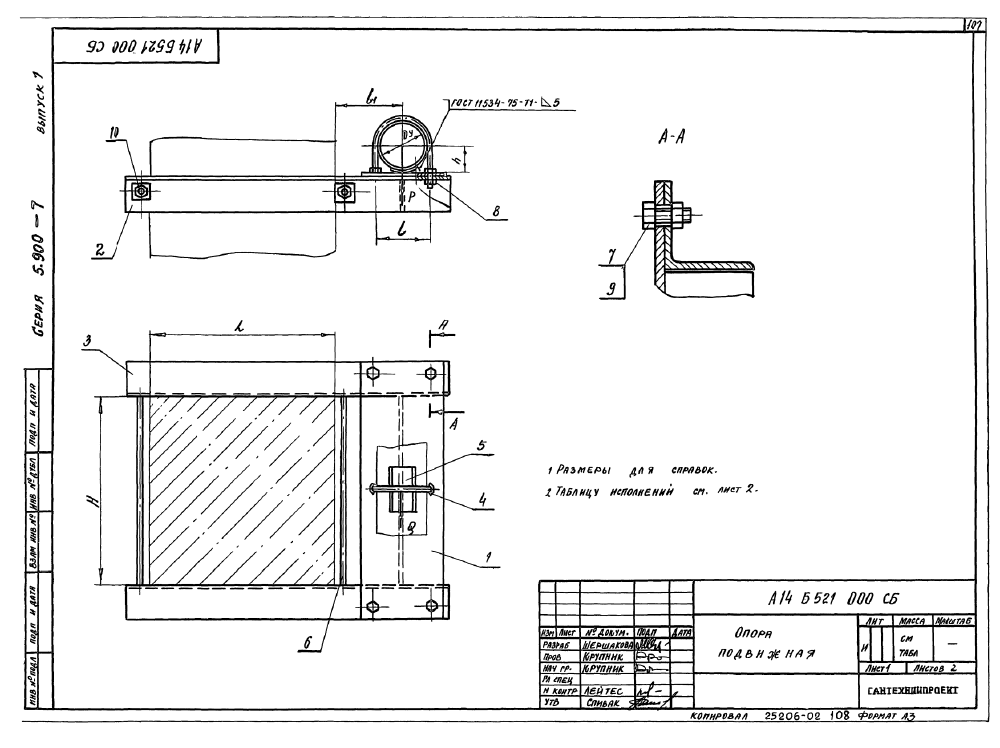 107
А14 Б521 000 СБ
Серия 5.900-7 выпуск 1
l1
ГОСТ 11534-75-Т1-◺5
Dу
h
10
P
8
2
l
А-А
7
9
L
А
3
H
А
5
4
Q
1
6
1 Размеры для справок.
2 Таблицу исполнений см. лист 2.
Подп и дата
Инв № дубл
Взам инв №
Подп и дата
Инв № подл
А14 Б521 000 СБ
Изм Лист № докум. Подп Дата
Разраб Шершакова
Пров Крупник
Нач гр. Крупник
Гл спец
Н контр Лейтес
Утв Спивак
Опора
подвижная
Лит Масса Масштаб
И см табл —
Лист 1 Листов 2
САНТЕХНИИПРОЕКТ
Копировал 25206-02 108 Формат А3